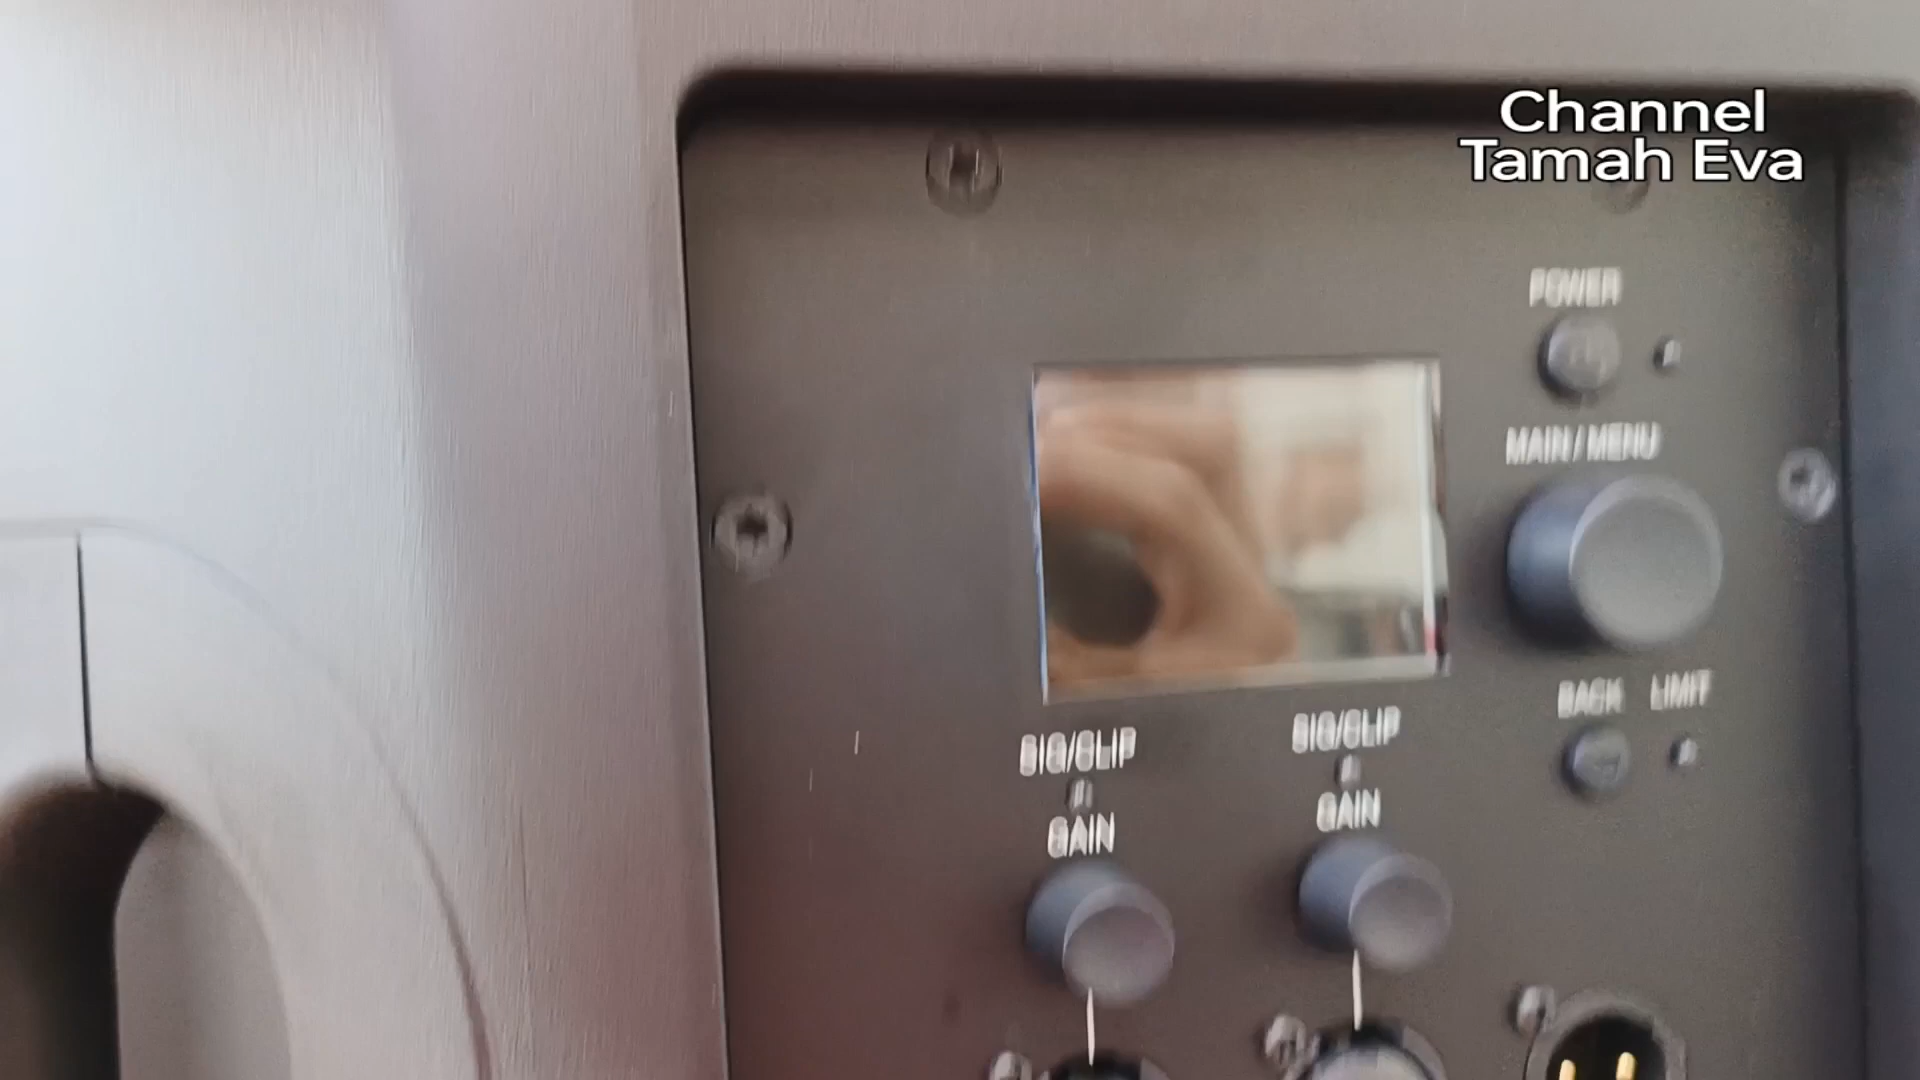 Channel
Tamah Eva
POWER
MAIN / MENU
BACK LIMIT
SIG/CLIP SIG/CLIP
GAIN GAIN